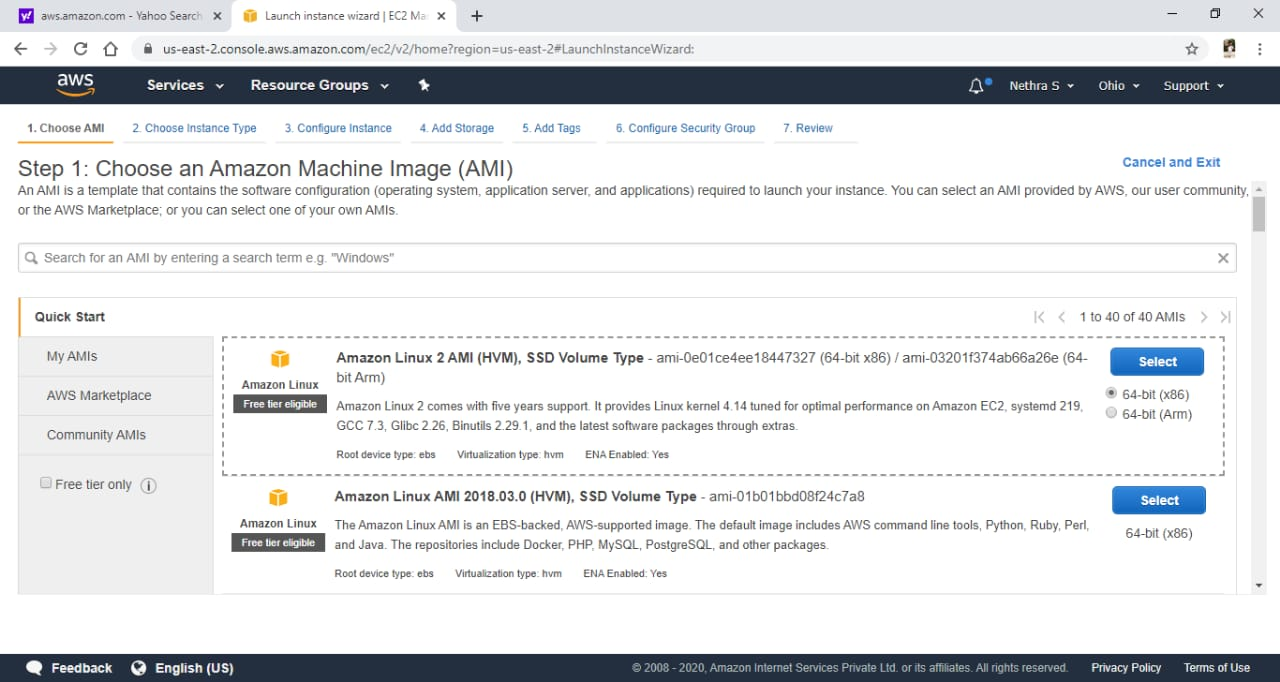 aws.amazon.com - Yahoo Search
Launch instance wizard | EC2 Ma
us-east-2.console.aws.amazon.com/ec2/v2/home?region=us-east-2#LaunchInstanceWizard:
aws Services Resource Groups Nethra S Ohio Support
1. Choose AMI 2. Choose Instance Type 3. Configure Instance 4. Add Storage 5. Add Tags 6. Configure Security Group 7. Review
Step 1: Choose an Amazon Machine Image (AMI)
Cancel and Exit
An AMI is a template that contains the software configuration (operating system, application server, and applications) required to launch your instance. You can select an AMI provided by AWS, our user community,
or the AWS Marketplace; or you can select one of your own AMIs.
Search for an AMI by entering a search term e.g. "Windows"
Quick Start
1 to 40 of 40 AMIs
My AMIs
AWS Marketplace
Community AMIs
Free tier only
Amazon Linux
Free tier eligible
Amazon Linux 2 AMI (HVM), SSD Volume Type - ami-0e01ce4ee18447327 (64-bit x86) / ami-03201f374ab66a26e (64-
bit Arm)
Amazon Linux 2 comes with five years support. It provides Linux kernel 4.14 tuned for optimal performance on Amazon EC2, systemd 219,
GCC 7.3, Glibc 2.26, Binutils 2.29.1, and the latest software packages through extras.
Root device type: ebs Virtualization type: hvm ENA Enabled: Yes
Select
64-bit (x86)
64-bit (Arm)
Amazon Linux
Free tier eligible
Amazon Linux AMI 2018.03.0 (HVM), SSD Volume Type - ami-01b01bbd08f24c7a8
The Amazon Linux AMI is an EBS-backed, AWS-supported image. The default image includes AWS command line tools, Python, Ruby, Perl,
and Java. The repositories include Docker, PHP, MySQL, PostgreSQL, and other packages.
Root device type: ebs Virtualization type: hvm ENA Enabled: Yes
Select
64-bit (x86)
Feedback English (US) © 2008 - 2020, Amazon Internet Services Private Ltd. or its affiliates. All rights reserved. Privacy Policy Terms of Use